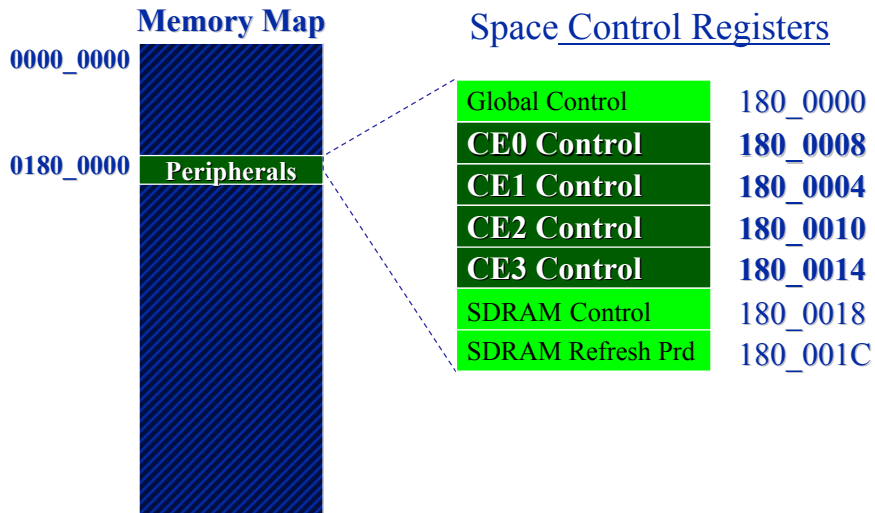 Memory Map
0000_0000
0180_0000
Peripherals
Space Control Registers
Global Control 180_0000
CE0 Control 180_0008
CE1 Control 180_0004
CE2 Control 180_0010
CE3 Control 180_0014
SDRAM Control 180_0018
SDRAM Refresh Prd 180_001C